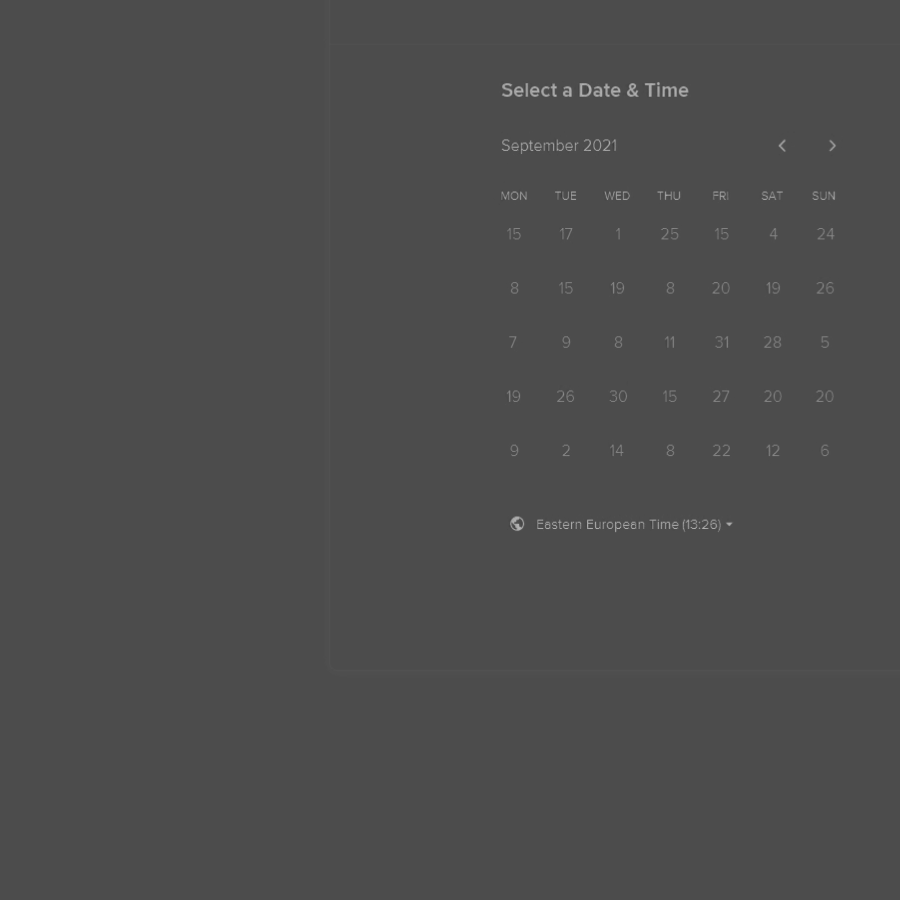 Select a Date & Time
September 2021
MON TUE WED THU FRI SAT SUN
15 17 1 25 15 4 24
8 15 19 8 20 19 26
7 9 8 11 31 28 5
19 26 30 15 27 20 20
9 2 14 8 22 12 6
Eastern European Time (13:26)